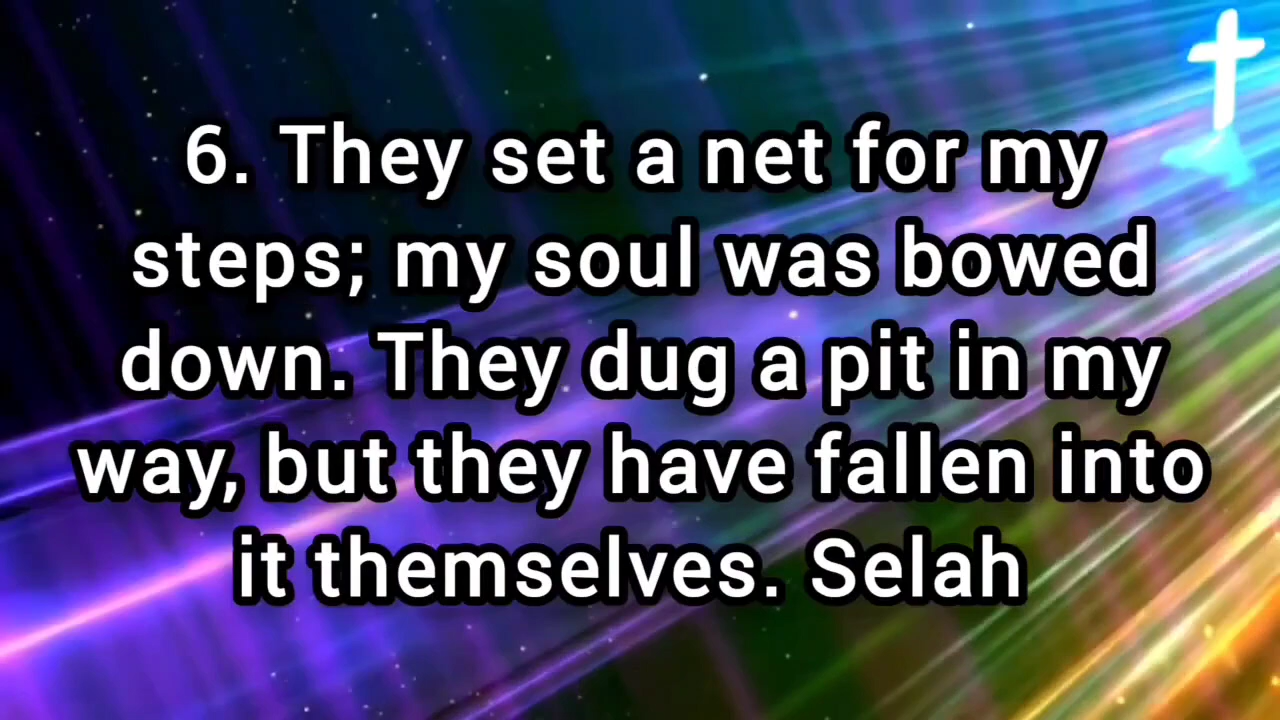 6. They set a net for my
steps; my soul was bowed
down. They dug a pit in my
way, but they have fallen into
it themselves. Selah